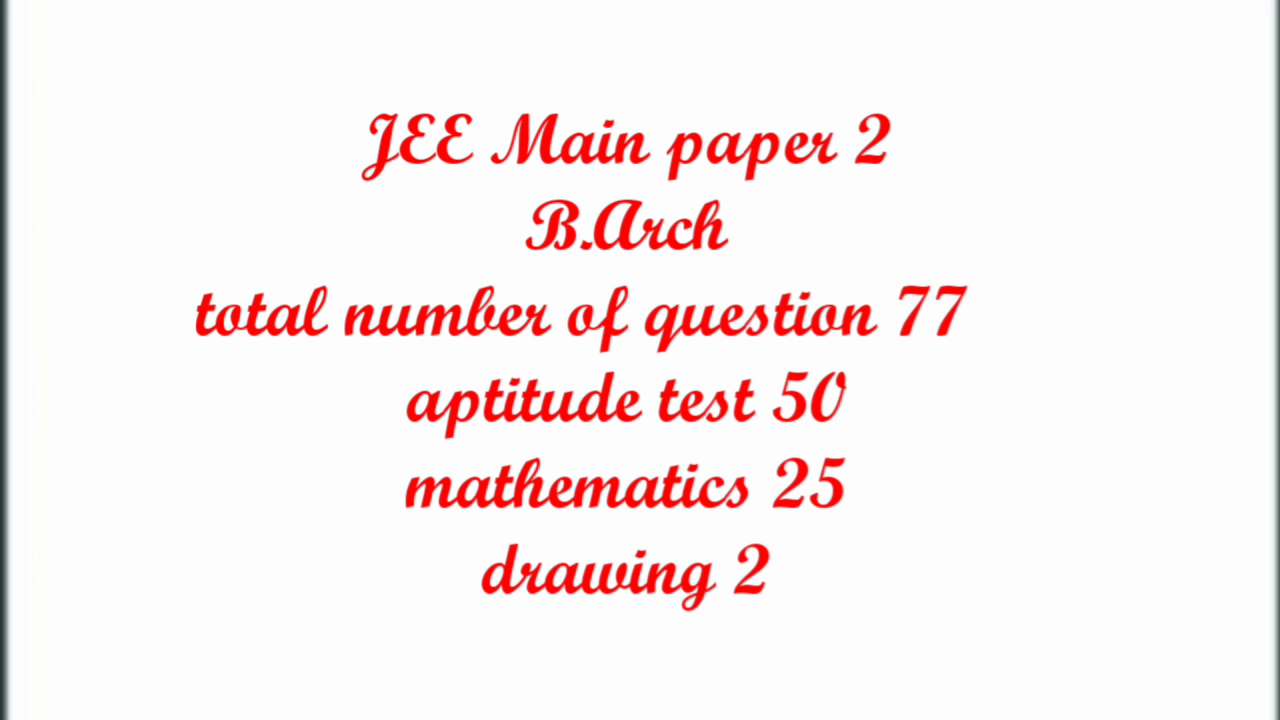 JEE Main paper 2
B.Arch
total number of question 77
aptitude test 50
mathematics 25
drawing 2